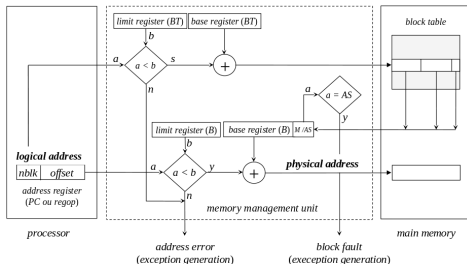 limit register (BT)
base register (BT)
block table
b
a
a < b
s
+
n
a
a = AS
y
limit register (B)
base register (B)
M /AS
logical address
nblk
offset
address register
(PC ou regop)
b
a
a < b
y
+
n
physical address
memory management unit
processor
address error
(exception generation)
block fault
(exeception generation)
main memory